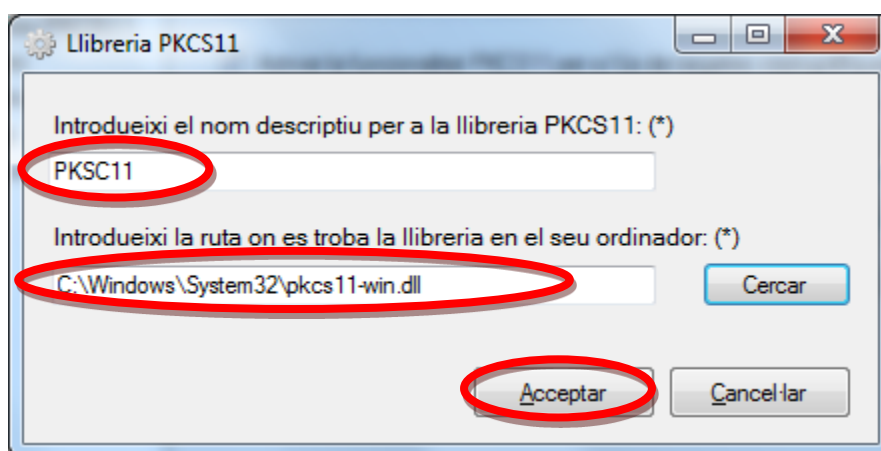 Llibreria PKCS11
Introdueixi el nom descriptiu per a la llibreria PKCS11: (*)
PKSC11
Introdueixi la ruta on es troba la llibreria en el seu ordinador: (*)
C:\Windows\System32\pkcs11-win.dll
Cercar
Acceptar
Cancel·lar